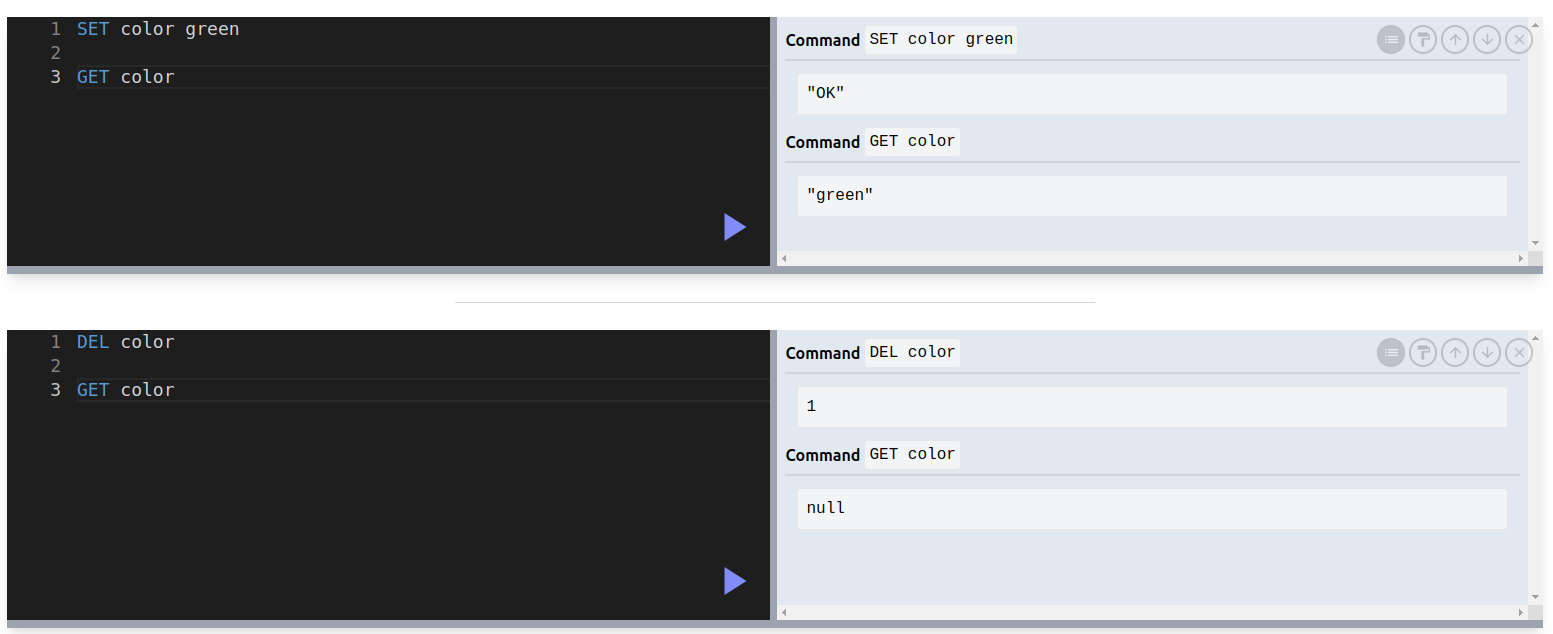 1 SET color green
2
3 GET color
Command SET color green
"OK"
Command GET color
"green"
1 DEL color
2
3 GET color
Command DEL color
1
Command GET color
null